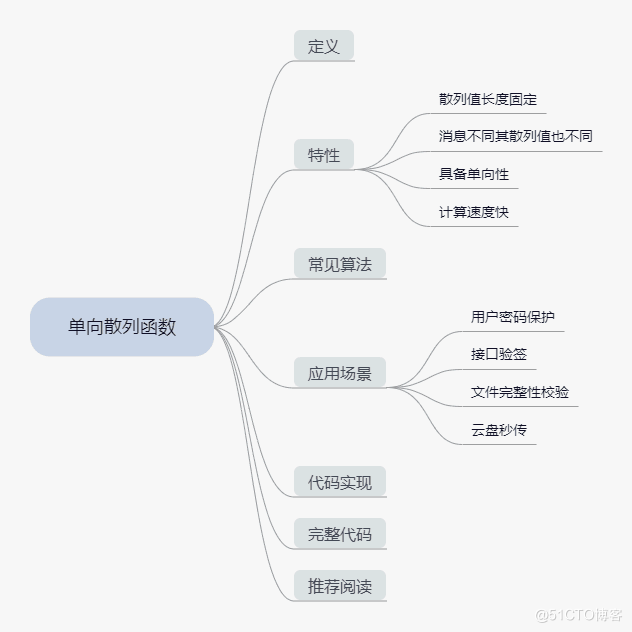 单向散列函数
定义
特性
散列值长度固定
消息不同其散列值也不同
具备单向性
计算速度快
常见算法
应用场景
用户密码保护
接口验签
文件完整性校验
云盘秒传
代码实现
完整代码
推荐阅读
@51CTO博客